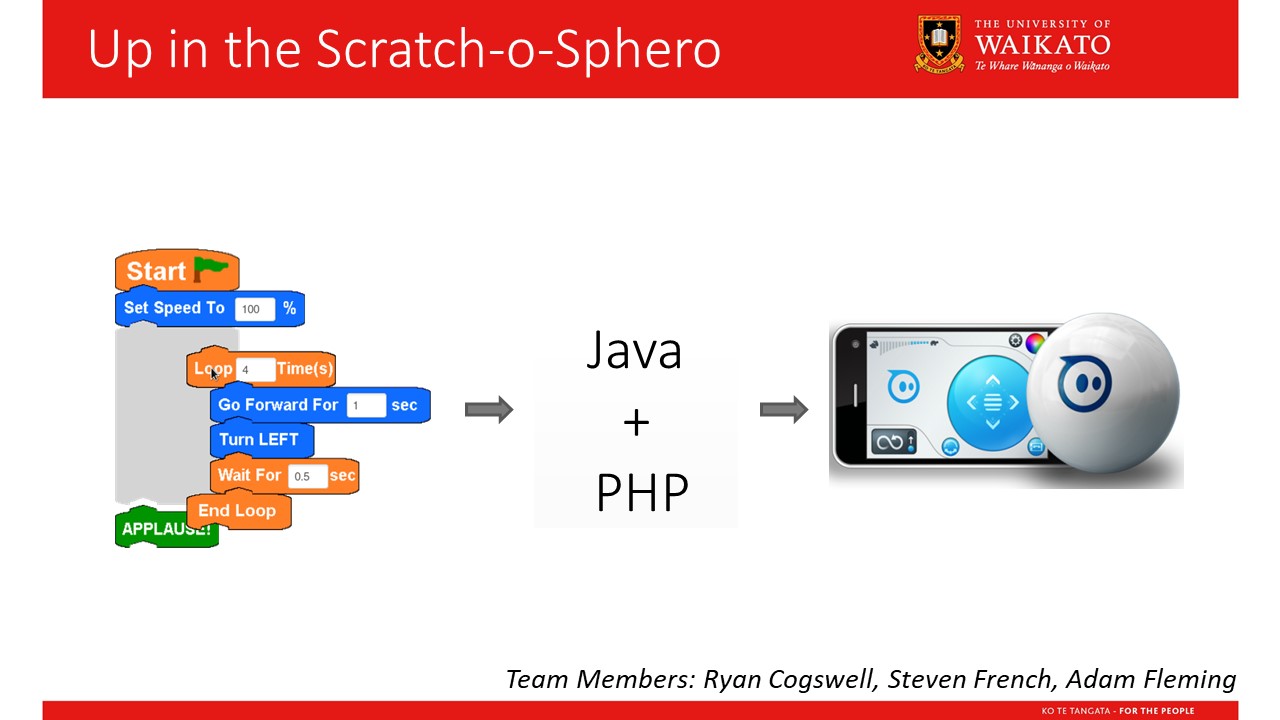 Up in the Scratch-o-Sphero
THE UNIVERSITY OF
WAIKATO
Te Whare Wānanga o Waikato
Start
Set Speed To 100 %
Loop 4 Time(s)
Go Forward For 1 sec
Turn LEFT
Wait For 0.5 sec
End Loop
APPLAUSE!
Java
+
PHP
Team Members: Ryan Cogswell, Steven French, Adam Fleming
KO TE TANGATA - FOR THE PEOPLE